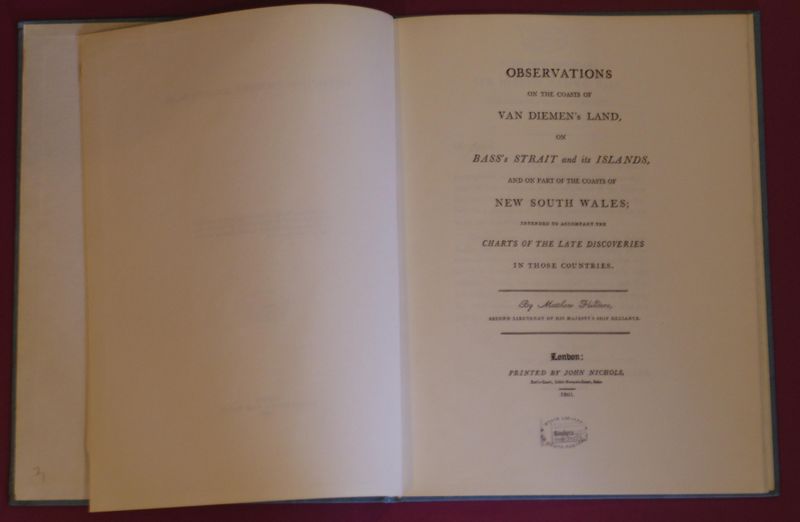 OBSERVATIONS
ON THE COASTS OF
VAN DIEMEN's LAND,
ON
BASS's STRAIT and its ISLANDS,
AND ON PART OF THE COASTS OF
NEW SOUTH WALES;
INTENDED TO ACCOMPANY THE
CHARTS OF THE LATE DISCOVERIES
IN THOSE COUNTRIES.
By Matthew Flinders,
SECOND LIEUTENANT OF HIS MAJESTY'S SHIP RELIANCE.
London:
PRINTED BY JOHN NICHOLS,
1801.